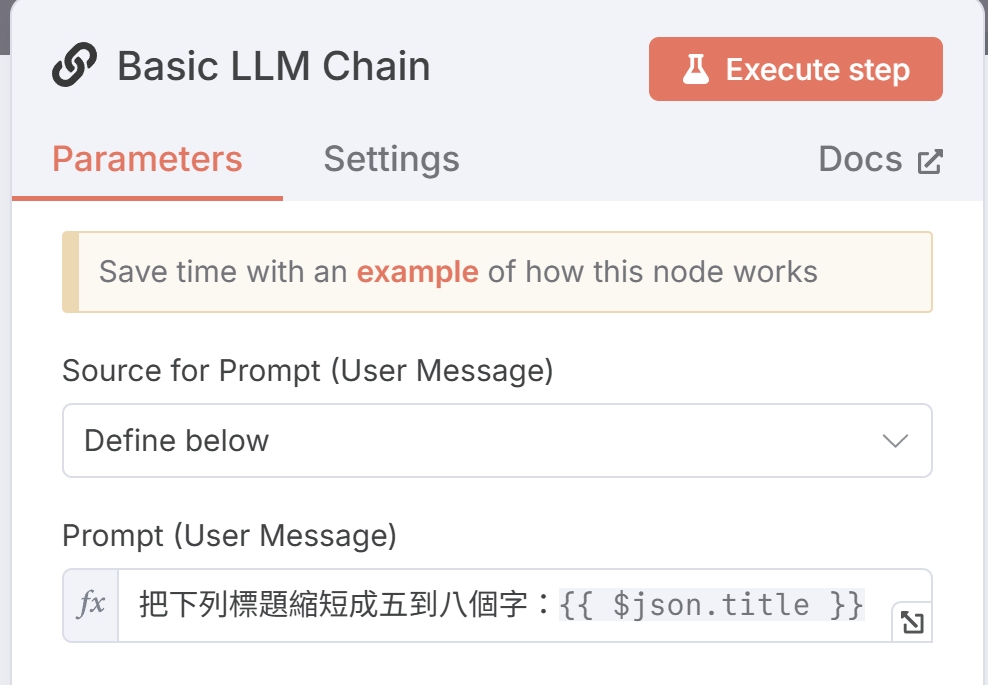 Basic LLM Chain
Execute step
Parameters
Settings
Docs
Save time with an example of how this node works
Source for Prompt (User Message)
Define below
Prompt (User Message)
fx
把下列標題縮短成五到八個字：{{ $json.title }}